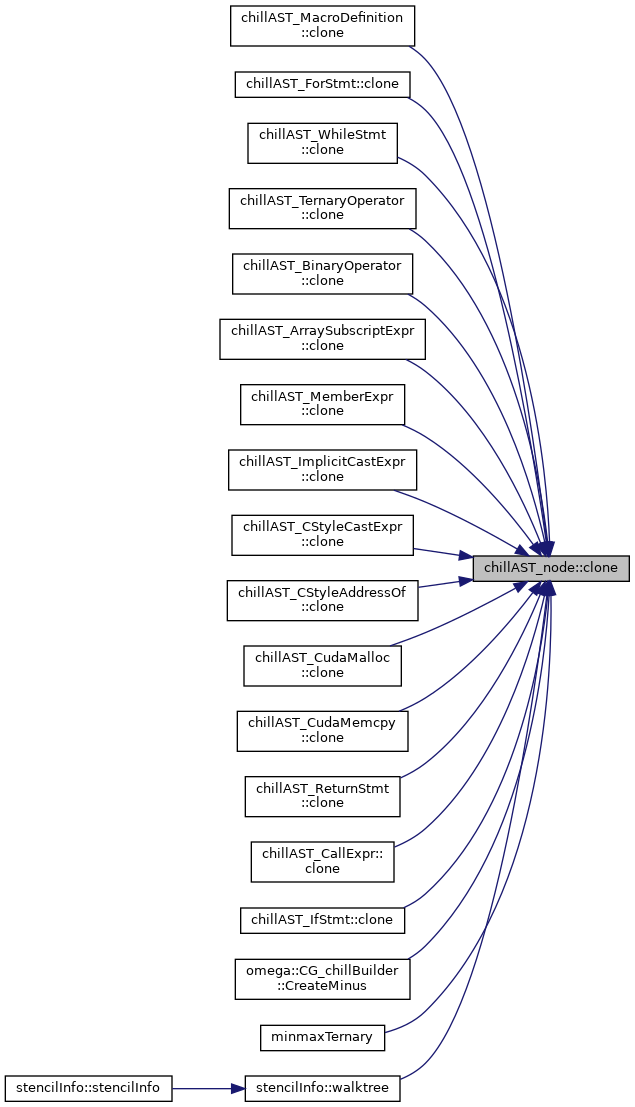 chillAST_MacroDefinition
::clone
chillAST_ForStmt::clone
chillAST_WhileStmt
::clone
chillAST_TernaryOperator
::clone
chillAST_BinaryOperator
::clone
chillAST_ArraySubscriptExpr
::clone
chillAST_MemberExpr
::clone
chillAST_ImplicitCastExpr
::clone
chillAST_CStyleCastExpr
::clone
chillAST_node::clone
chillAST_CStyleAddressOf
::clone
chillAST_CudaMalloc
::clone
chillAST_CudaMemcpy
::clone
chillAST_ReturnStmt
::clone
chillAST_CallExpr::
clone
chillAST_IfStmt::clone
omega::CG_chillBuilder
::CreateMinus
minmaxTernary
stencilInfo::stencilInfo
stencilInfo::walktree